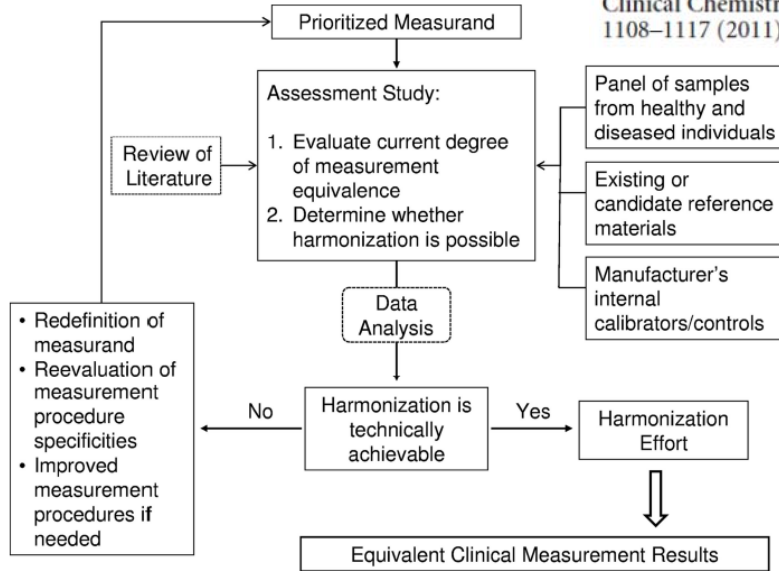 Clinical Chemistr
1108–1117 (2011)
Prioritized Measurand
Assessment Study:
1. Evaluate current degree
of measurement
equivalence
2. Determine whether
harmonization is possible
Review of
Literature
Panel of samples
from healthy and
diseased individuals
Existing or
candidate reference
materials
Manufacturer's
internal
calibrators/controls
Data
Analysis
Harmonization is
technically
achievable
No
Yes
• Redefinition of
measurand
• Reevaluation of
measurement
procedure
specificities
• Improved
measurement
procedures if
needed
Harmonization
Effort
Equivalent Clinical Measurement Results